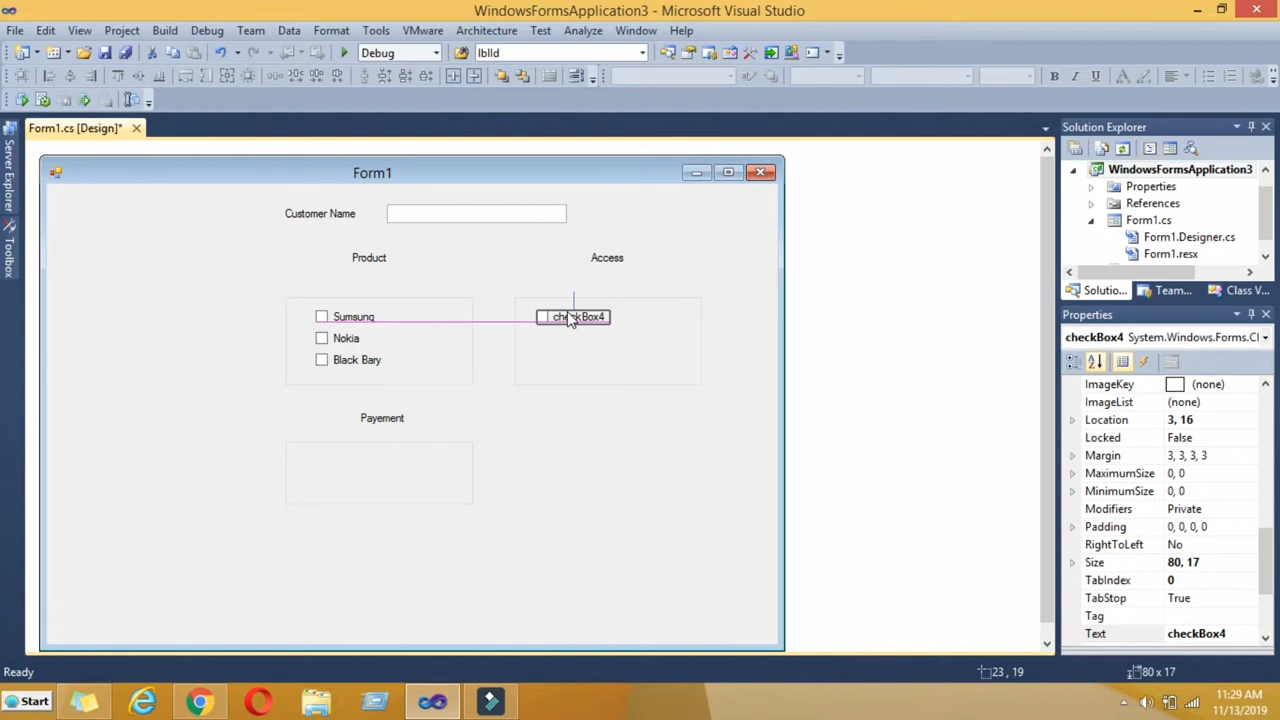 WindowsFormsApplication3 - Microsoft Visual Studio
File Edit View Project Build Debug Team Data Format Tools VMware Architecture Test Analyze Window Help
Debug lblId
Form1.cs [Design]*
Server Explorer
Toolbox
Form1
Customer Name
Product Access
Sumsung
checkBox4
Nokia
Black Bary
Payement
Solution Explorer
WindowsFormsApplication3
Properties
References
Form1.cs
Form1.Designer.cs
Form1.resx
Solutio... Team... Class V...
Properties
checkBox4 System.Windows.Forms.Cl
ImageKey (none)
ImageList (none)
Location 3, 16
Locked False
Margin 3, 3, 3, 3
MaximumSize 0, 0
MinimumSize 0, 0
Modifiers Private
Padding 0, 0, 0, 0
RightToLeft No
Size 80, 17
TabIndex 0
TabStop True
Tag
Text checkBox4
Ready 23 , 19 80 x 17
Start
11:29 AM
11/13/2019